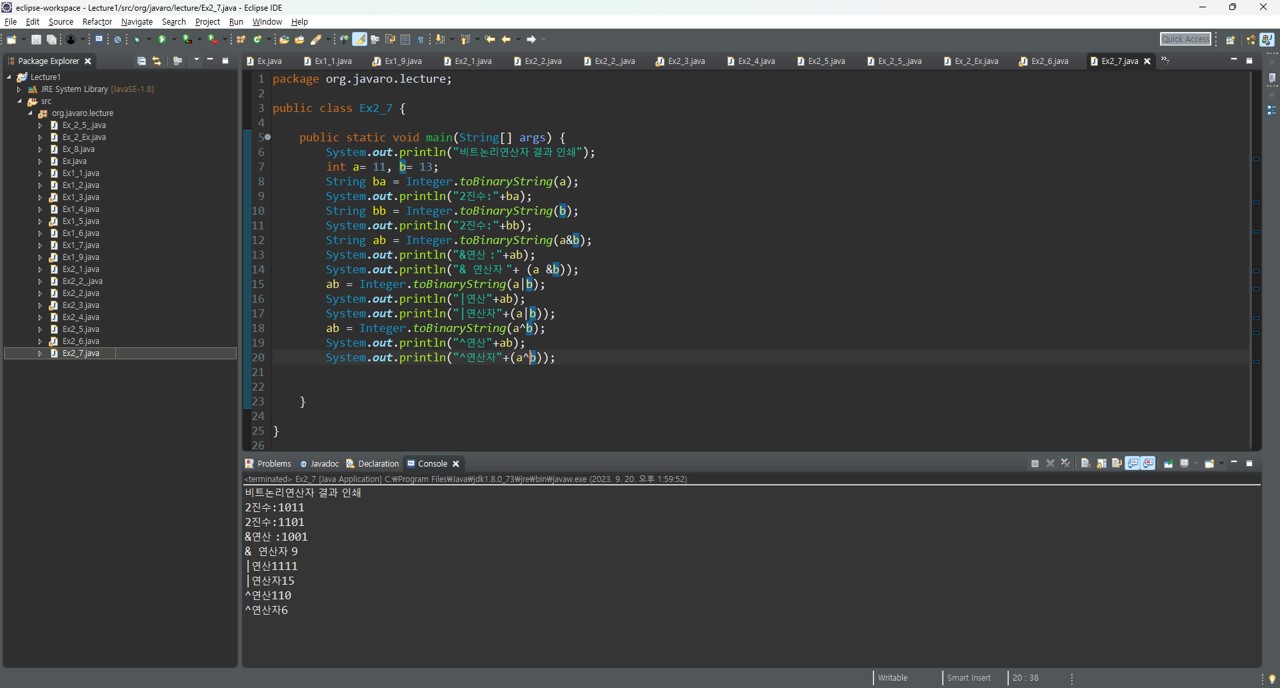 eclipse-workspace - Lecture1/src/org/javaro/lecture/Ex2_7.java - Eclipse IDE
File Edit Source Refactor Navigate Search Project Run Window Help
Quick Access
Package Explorer
Ex.java Ex1_1.java Ex1_9.java Ex2_1.java Ex2_2.java Ex2_2_.java Ex2_3.java Ex2_4.java Ex2_5.java Ex_2_5_.java Ex_2_Ex.java Ex2_6.java Ex2_7.java
Lecture1
JRE System Library [JavaSE-1.8]
src
org.javaro.lecture
Ex_2_5_.java
Ex_2_Ex.java
Ex_8.java
Ex.java
Ex1_1.java
Ex1_2.java
Ex1_3.java
Ex1_4.java
Ex1_5.java
Ex1_6.java
Ex1_7.java
Ex1_9.java
Ex2_1.java
Ex2_2_.java
Ex2_2.java
Ex2_3.java
Ex2_4.java
Ex2_5.java
Ex2_6.java
Ex2_7.java
1 package org.javaro.lecture;
2
3 public class Ex2_7 {
4
5 public static void main(String[] args) {
6 System.out.println("비트논리연산자 결과 인쇄");
7 int a= 11, b= 13;
8 String ba = Integer.toBinaryString(a);
9 System.out.println("2진수:"+ba);
10 String bb = Integer.toBinaryString(b);
11 System.out.println("2진수:"+bb);
12 String ab = Integer.toBinaryString(a&b);
13 System.out.println("&연산 :"+ab);
14 System.out.println("& 연산자 "+ (a &b));
15 ab = Integer.toBinaryString(a|b);
16 System.out.println("|연산"+ab);
17 System.out.println("|연산자"+(a|b));
18 ab = Integer.toBinaryString(a^b);
19 System.out.println("^연산"+ab);
20 System.out.println("^연산자"+(a^b));
21
22
23 }
24
25 }
26
Problems Javadoc Declaration Console
<terminated> Ex2_7 [Java Application] C:₩Program Files₩Java₩jdk1.8.0_73₩jre₩bin₩javaw.exe (2023. 9. 20. 오후 1:59:52)
비트논리연산자 결과 인쇄
2진수:1011
2진수:1101
&연산 :1001
& 연산자 9
|연산1111
|연산자15
^연산110
^연산자6
Writable Smart Insert 20 : 38